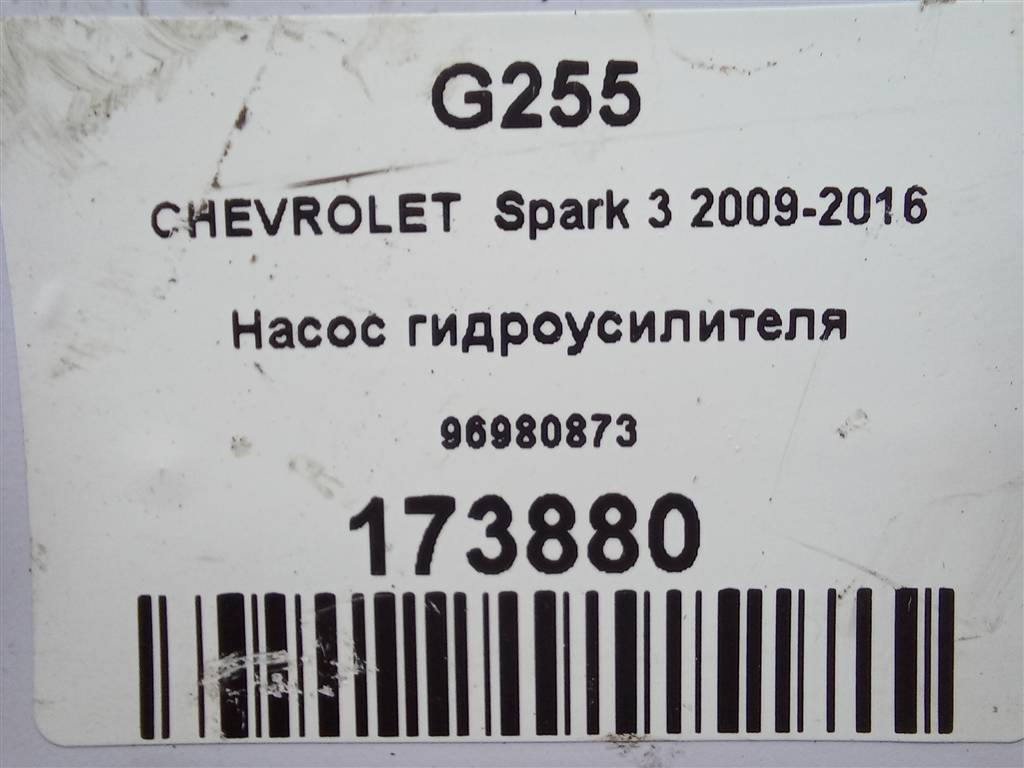 G255
CHEVROLET Spark 3 2009-2016
Насос гидроусилителя
96980873
173880